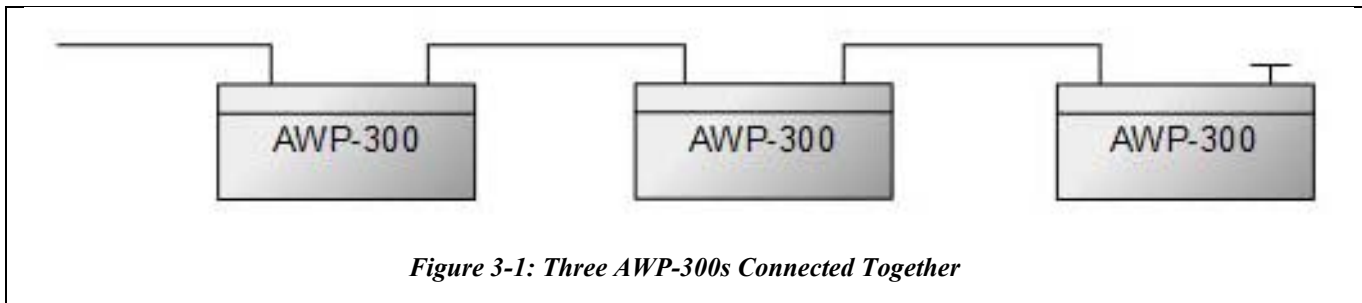 AWP-300 AWP-300 AWP-300
Figure 3-1: Three AWP-300s Connected Together